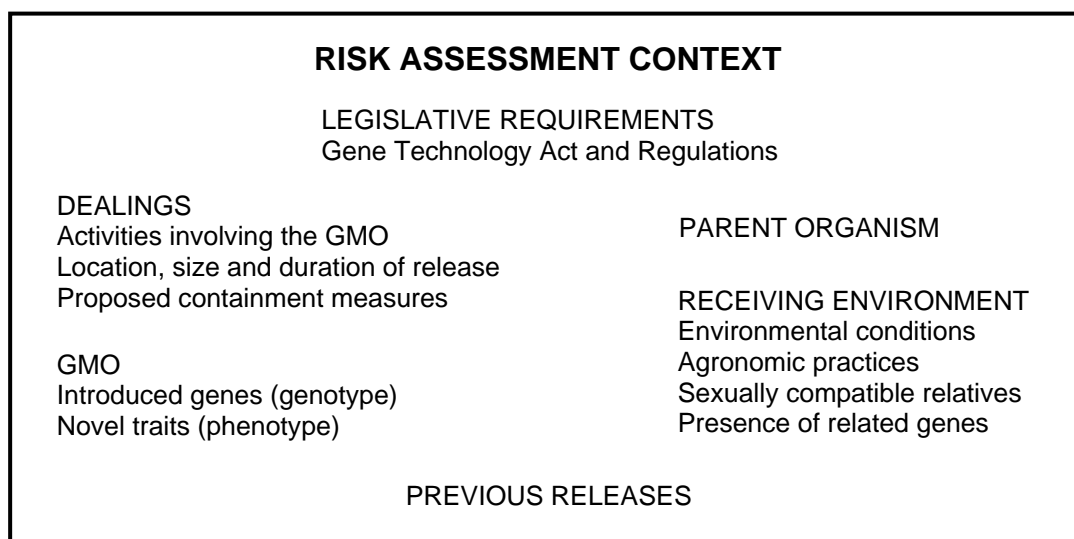 RISK ASSESSMENT CONTEXT
LEGISLATIVE REQUIREMENTS
Gene Technology Act and Regulations
DEALINGS
Activities involving the GMO
Location, size and duration of release
Proposed containment measures
GMO
Introduced genes (genotype)
Novel traits (phenotype)
PARENT ORGANISM
RECEIVING ENVIRONMENT
Environmental conditions
Agronomic practices
Sexually compatible relatives
Presence of related genes
PREVIOUS RELEASES